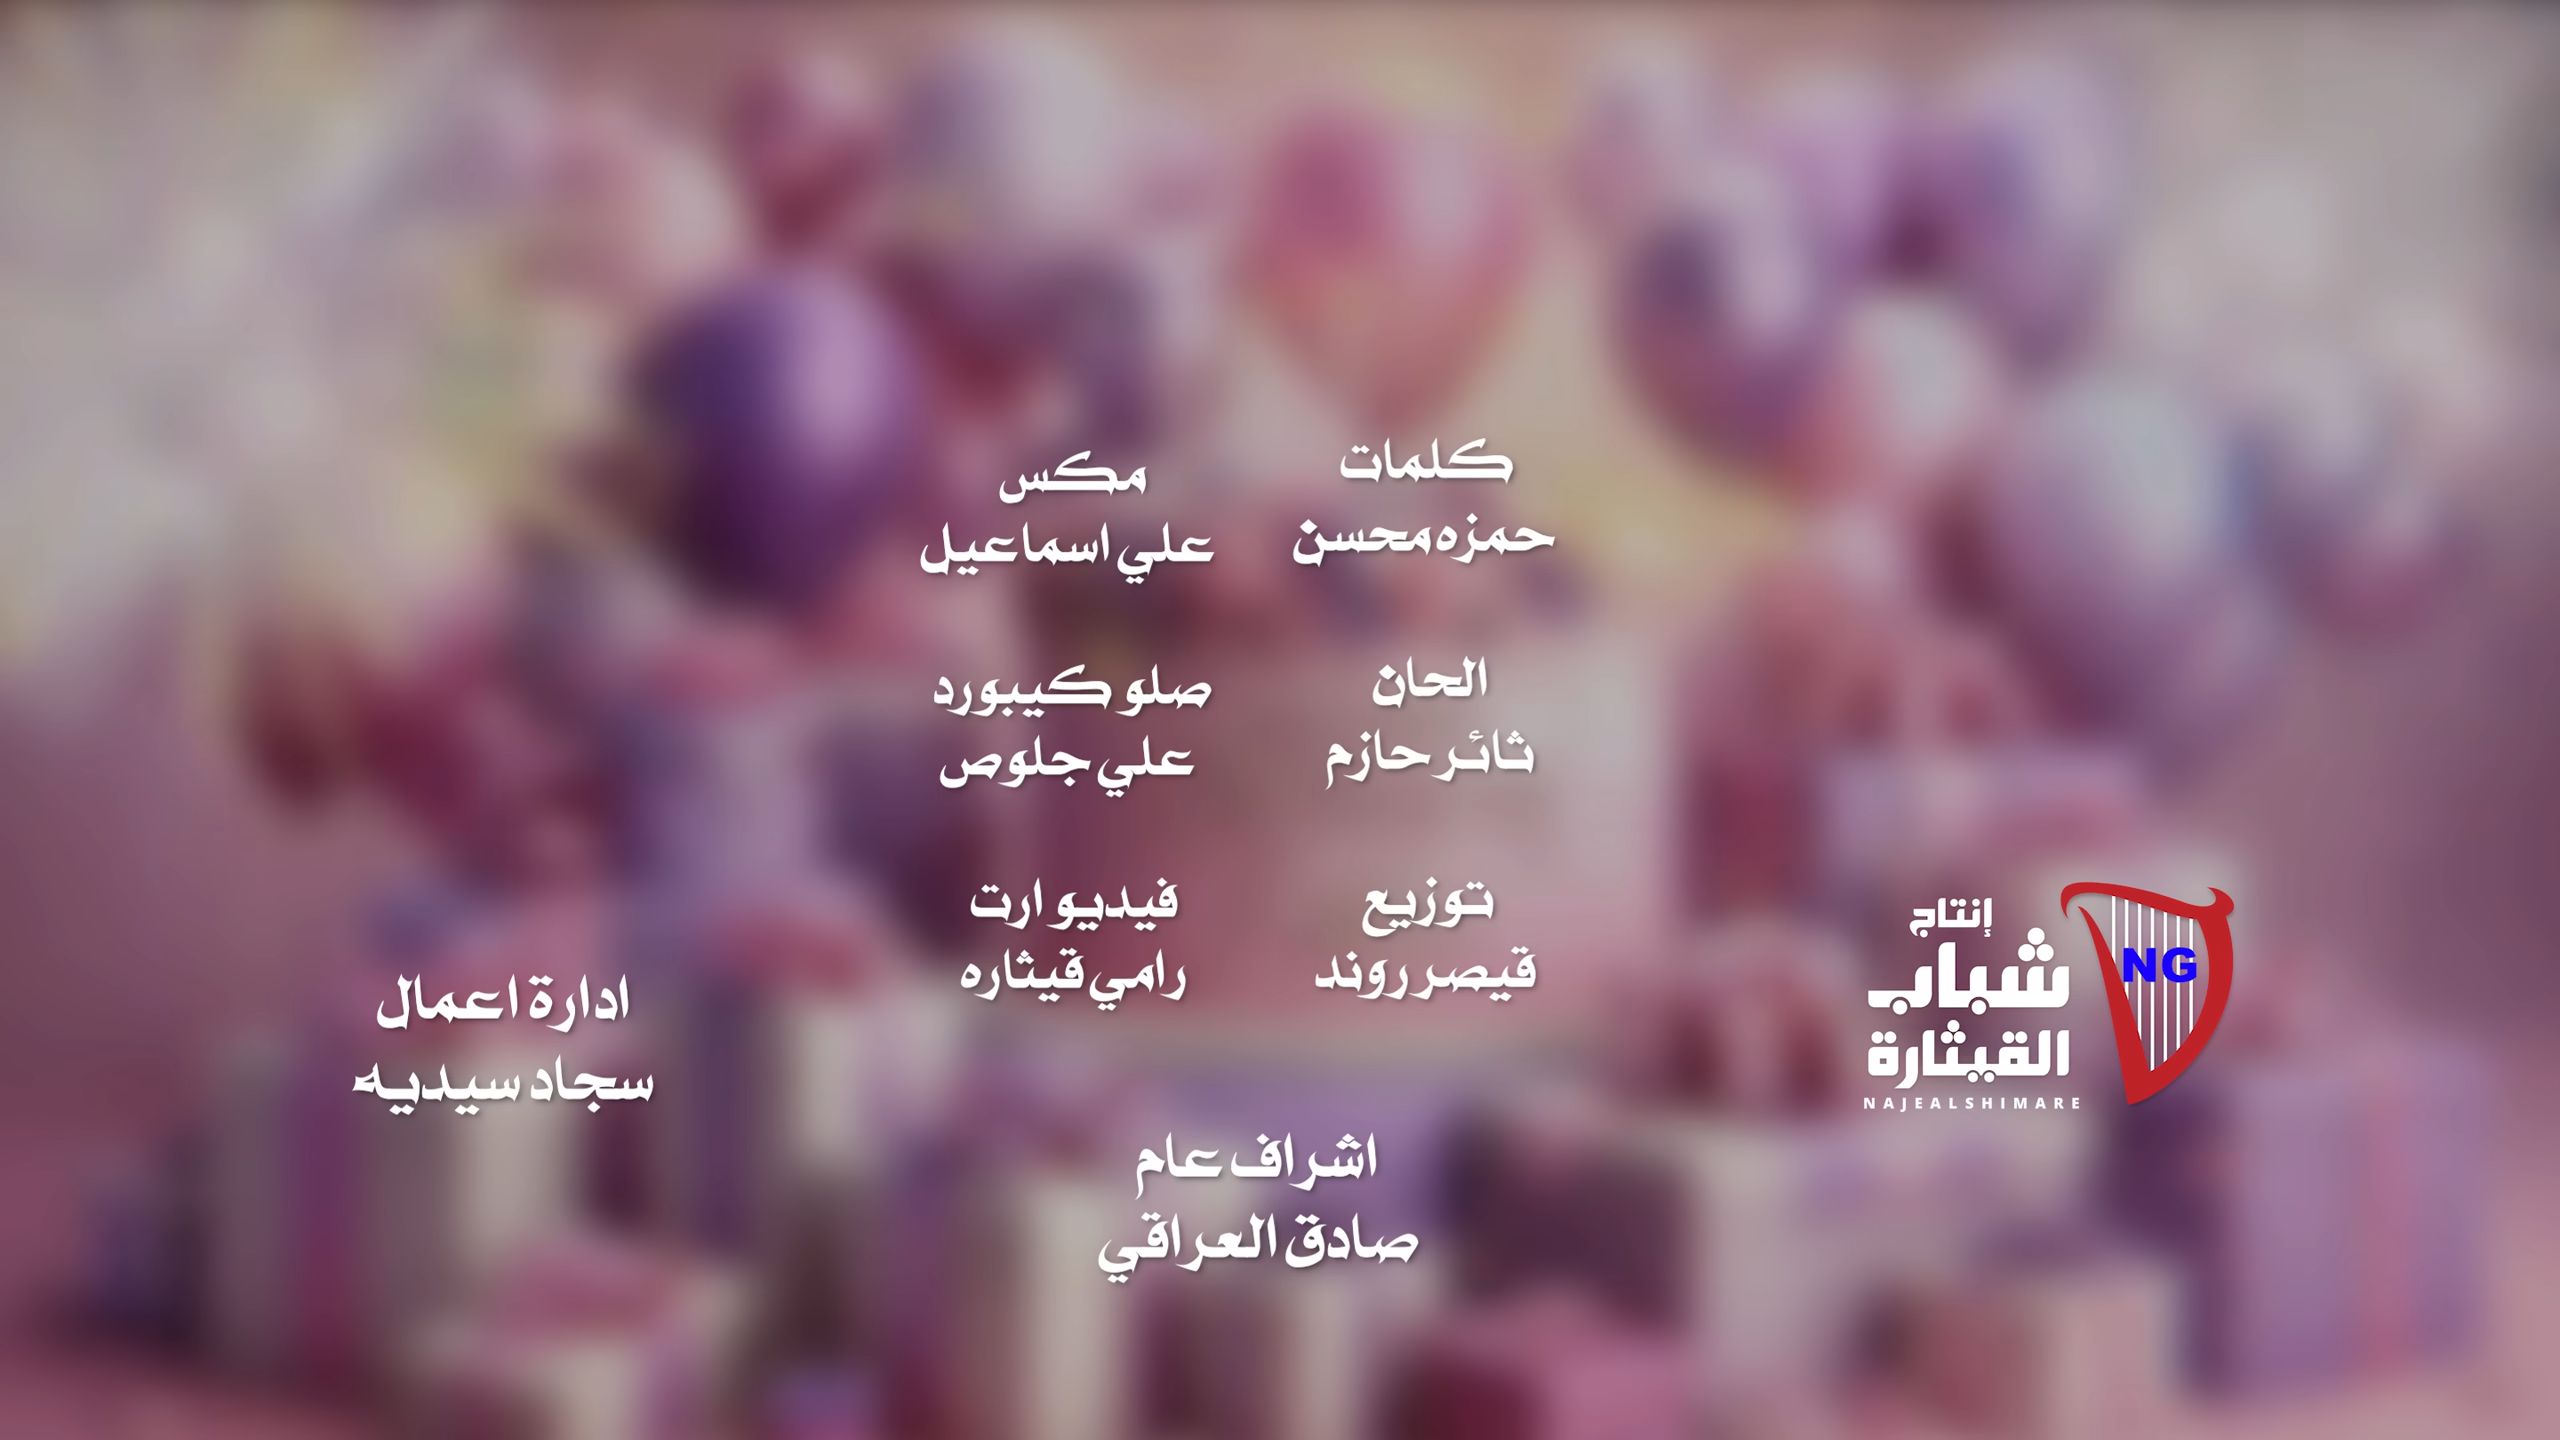 كلمات
حمزه محسن
الحان
ثائر حازم
توزيع
قيصر روند
مكس
علي اسماعيل
صلو كيبورد
علي جلوص
فيديو ارت
رامي قيثاره
ادارة اعمال
سجاد سيديه
اشراف عام
صادق العراقي
إنتاج
شباب
القيثارة
NAJEALSHIMARE
NG